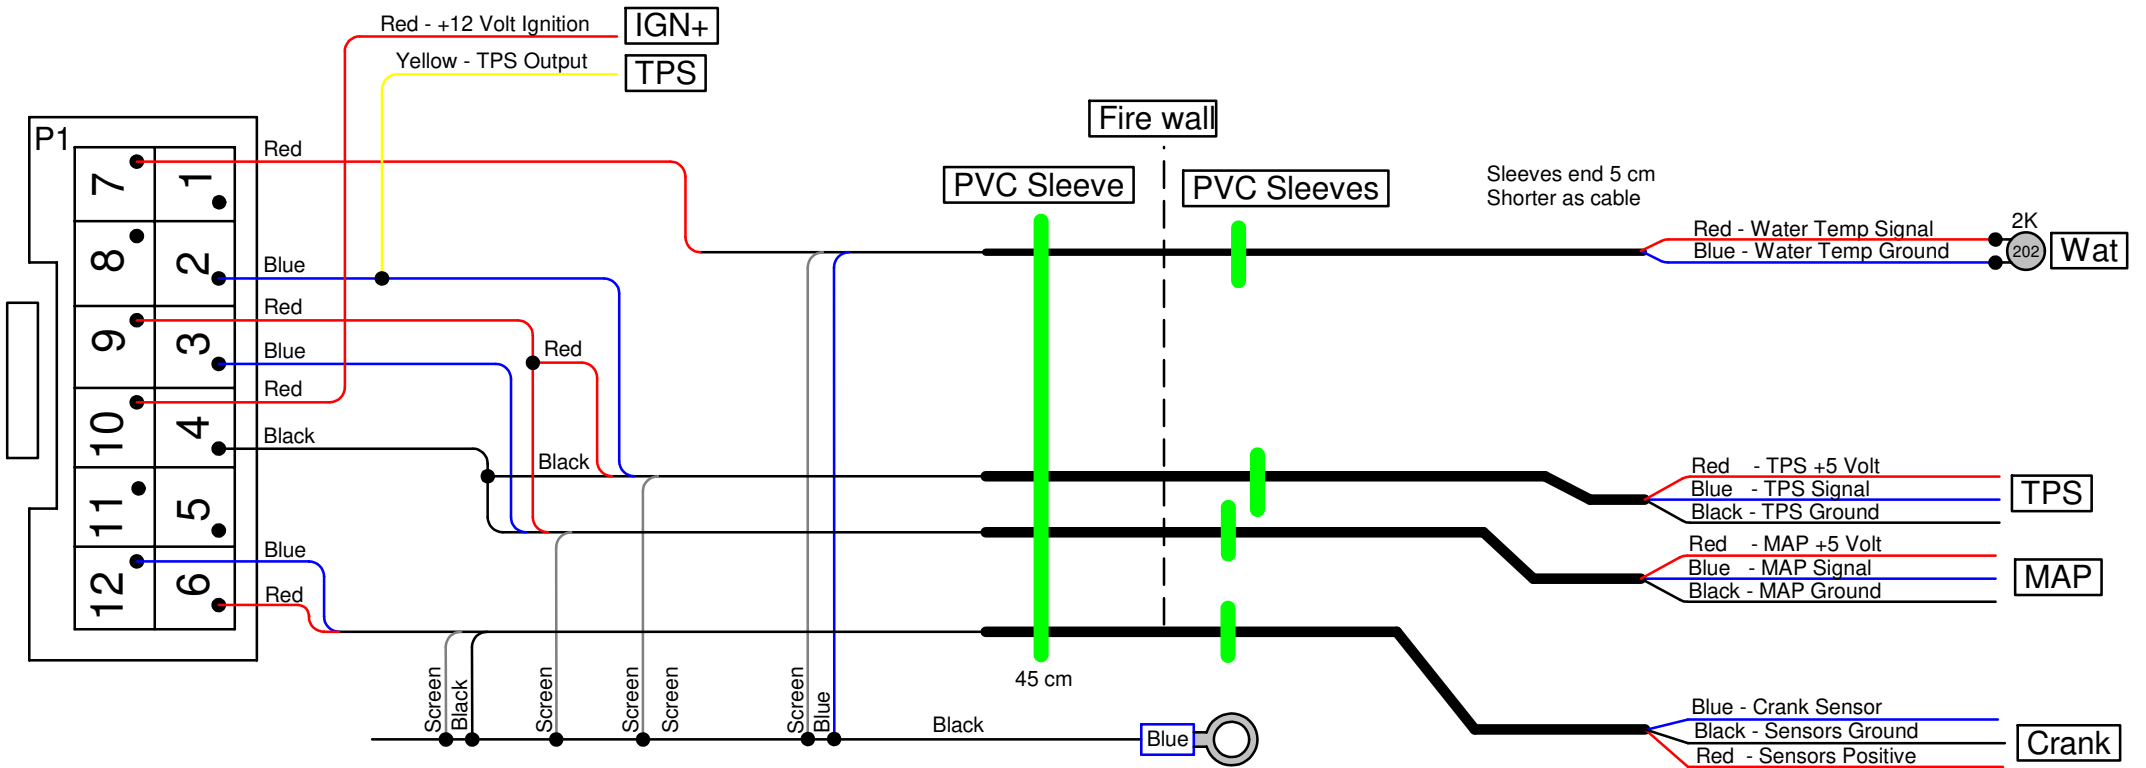 Red - +12 Volt Ignition
IGN+
Yellow - TPS Output
TPS
P1
7
1
8
2
9
3
10
4
11
5
12
6
Red
Blue
Red
Blue
Red
Red
Black
Black
Blue
Red
Screen
Black
Screen
Screen
Screen
Screen
Blue
Black
Blue
Fire wall
PVC Sleeve
PVC Sleeves
45 cm
Sleeves end 5 cm
Shorter as cable
Red - Water Temp Signal
Blue - Water Temp Ground
2K
202
Wat
Red - TPS +5 Volt
Blue - TPS Signal
Black - TPS Ground
TPS
Red - MAP +5 Volt
Blue - MAP Signal
Black - MAP Ground
MAP
Blue - Crank Sensor
Black - Sensors Ground
Red - Sensors Positive
Crank